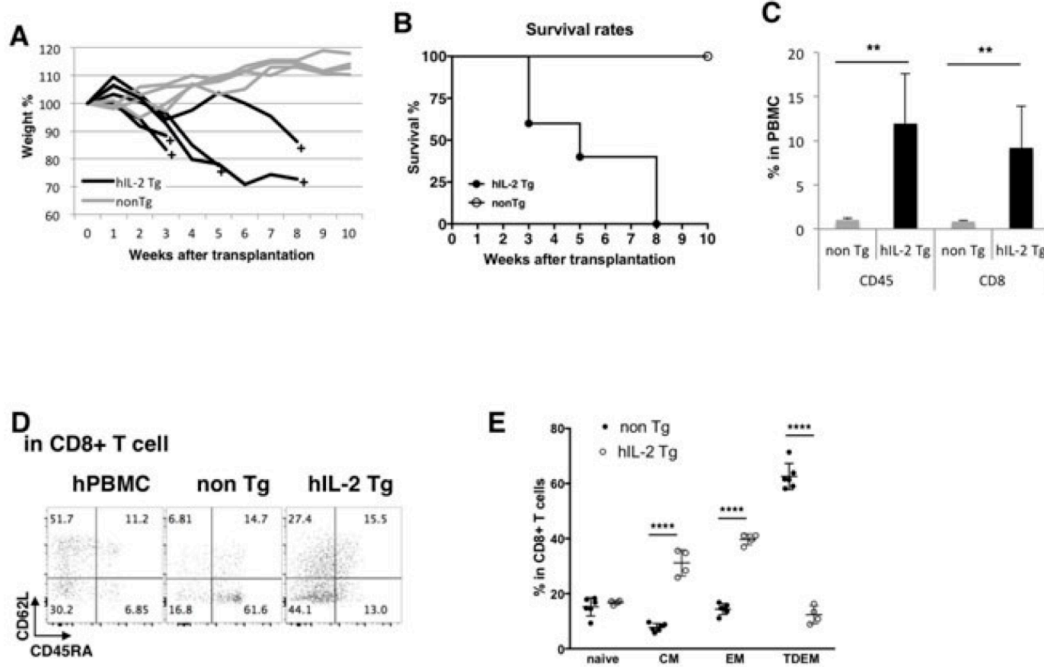 A
120
110
100
90
80
70
60
Weight %
+
+
+
+
+
hIL-2 Tg
nonTg
0 1 2 3 4 5 6 7 8 9 10
Weeks after transplantation
B
Survival rates
100
75
50
25
0
Survival %
hIL-2 Tg
nonTg
0 1 2 3 4 5 6 7 8 9 10
Weeks after transplantation
C
20
15
10
5
0
% in PBMC
** **
non Tg hIL-2 Tg non Tg hIL-2 Tg
CD45 CD8
D
in CD8+ T cell
hPBMC non Tg hIL-2 Tg
51.7 11.2 6.81 14.7 27.4 15.5
30.2 6.85 16.8 61.6 44.1 13.0
CD62L
CD45RA
E
non Tg
hIL-2 Tg
80
60
40
20
0
% in CD8+ T cells
**** **** ****
naive CM EM TDEM